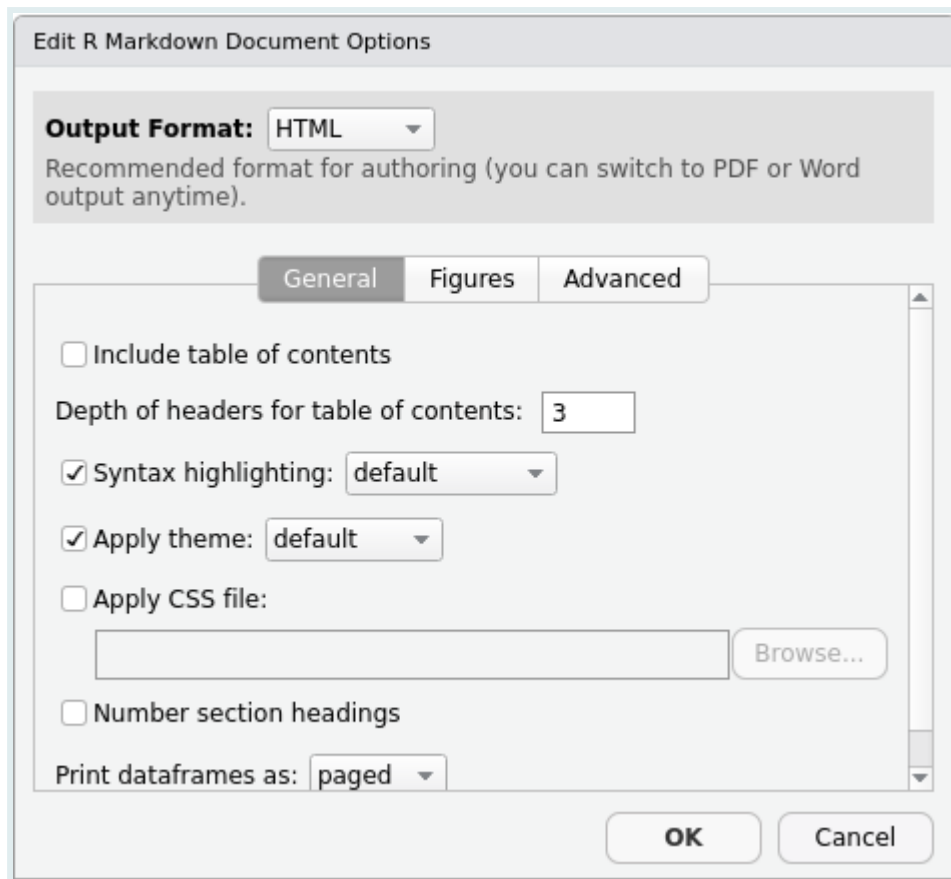 Edit R Markdown Document Options
Output Format: HTML
Recommended format for authoring (you can switch to PDF or Word
output anytime).
General Figures Advanced
Include table of contents
Depth of headers for table of contents: 3
Syntax highlighting: default
Apply theme: default
Apply CSS file:
Browse...
Number section headings
Print dataframes as: paged
OK Cancel